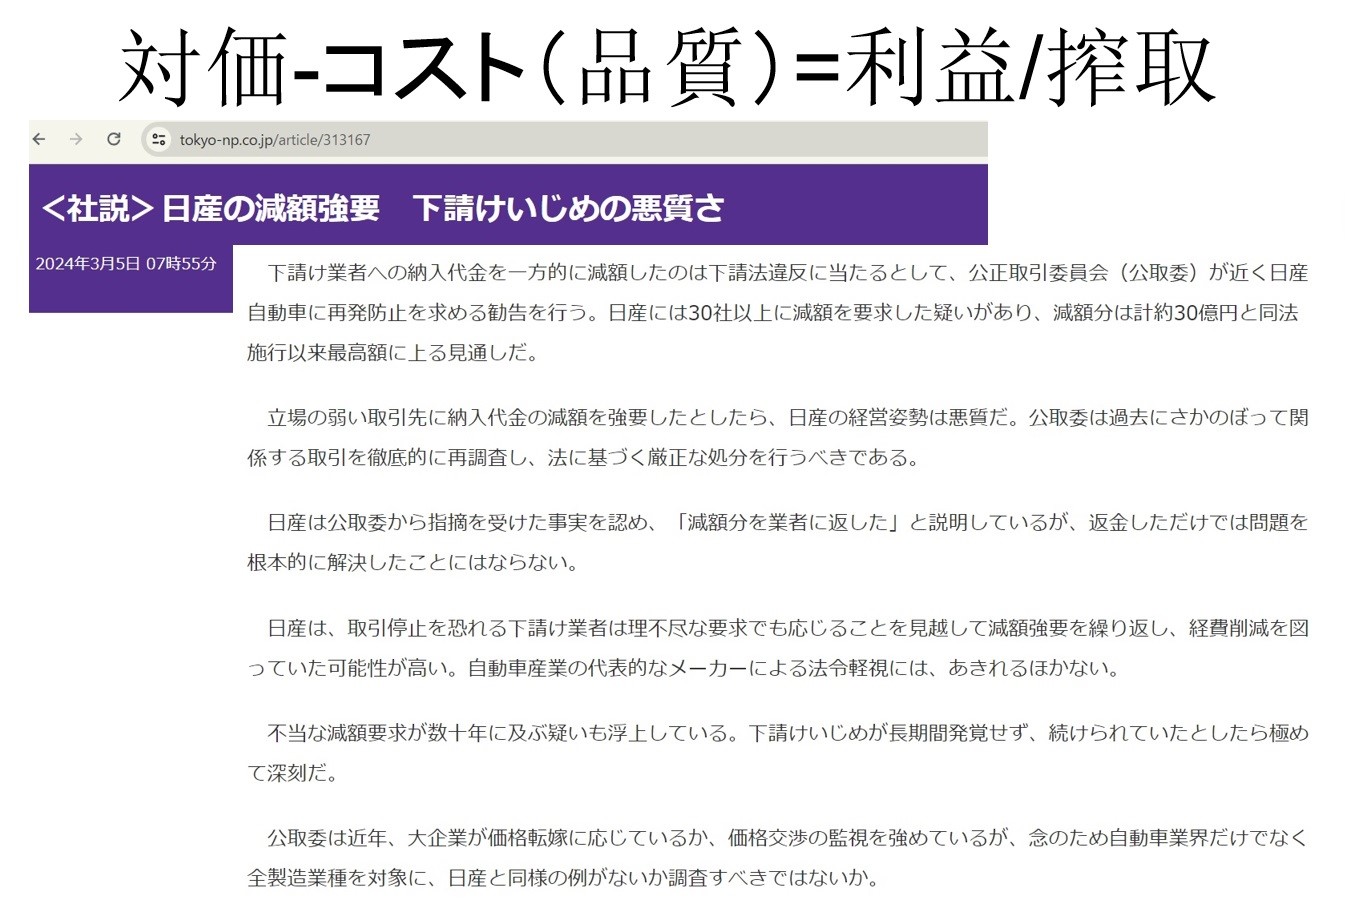 対価-コスト(品質)=利益/搾取
tokyo-np.co.jp/article/313167
＜社説＞日産の減額強要　下請けいじめの悪質さ
2024年3月5日 07時55分
下請け業者への納入代金を一方的に減額したのは下請法違反に当たるとして、公正取引委員会（公取委）が近く日産
自動車に再発防止を求める勧告を行う。日産には30社以上に減額を要求した疑いがあり、減額分は計約30億円と同法
施行以来最高額に上る見通しだ。
立場の弱い取引先に納入代金の減額を強要したとしたら、日産の経営姿勢は悪質だ。公取委は過去にさかのぼって関
係する取引を徹底的に再調査し、法に基づく厳正な処分を行うべきである。
日産は公取委から指摘を受けた事実を認め、「減額分を業者に返した」と説明しているが、返金しただけでは問題を
根本的に解決したことにはならない。
日産は、取引停止を恐れる下請け業者は理不尽な要求でも応じることを見越して減額強要を繰り返し、経費削減を図
っていた可能性が高い。自動車産業の代表的なメーカーによる法令軽視には、あきれるほかない。
不当な減額要求が数十年に及ぶ疑いも浮上している。下請けいじめが長期間発覚せず、続けられていたとしたら極め
て深刻だ。
公取委は近年、大企業が価格転嫁に応じているか、価格交渉の監視を強めているが、念のため自動車業界だけでなく
全製造業種を対象に、日産と同様の例がないか調査すべきではないか。